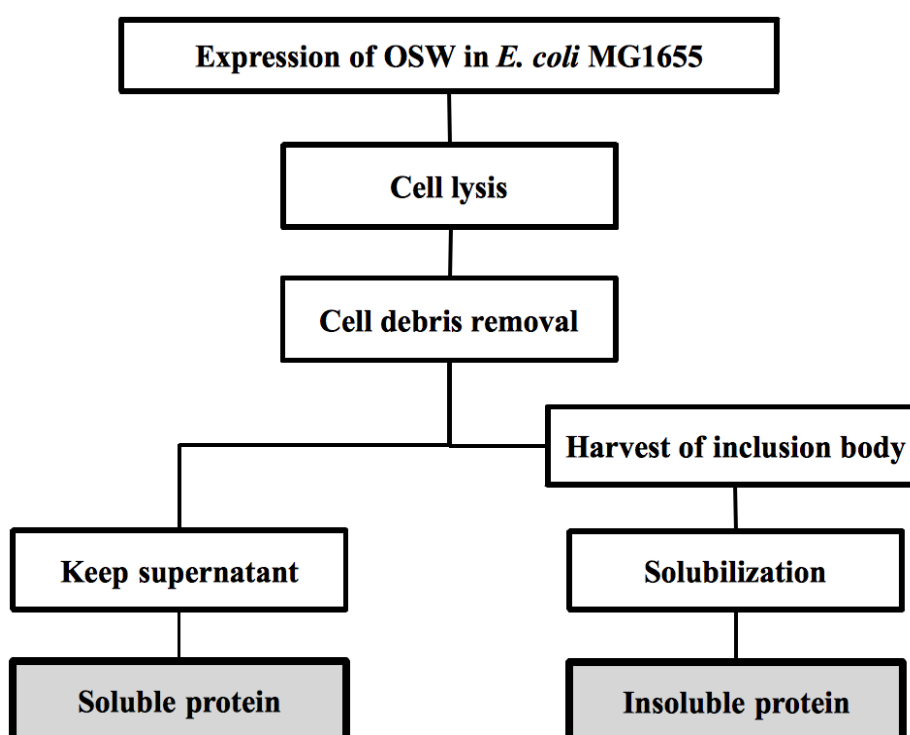 Expression of OSW in E. coli MG1655
Cell lysis
Cell debris removal
Harvest of inclusion body
Keep supernatant
Solubilization
Soluble protein
Insoluble protein